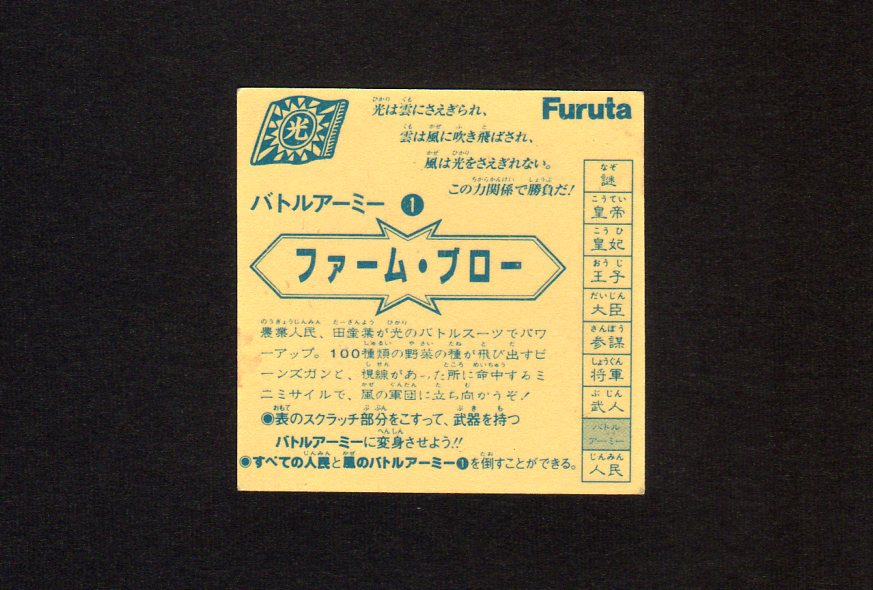 光
光は雲にさえぎられ、
雲は風に吹き飛ばされ、
風は光をさえぎれない。
この力関係で勝負だ!
Furuta
バトルアーミー ❶
ファーム・ブロー
農業人民、田産葉が光のバトルスーツでパワ
ーアップ。100種類の野菜の種が飛び出すビ
ーンズガンと、視線があった所に命中するミ
ニミサイルで、風の軍団に立ち向かうぞ!
◉表のスクラッチ部分をこすって、武器を持つ
バトルアーミーに変身させよう!!
◉すべての人民と風のバトルアーミー❶を倒すことができる。
謎
皇帝
皇妃
王子
大臣
参謀
将軍
武人
バトル
アーミー
人民